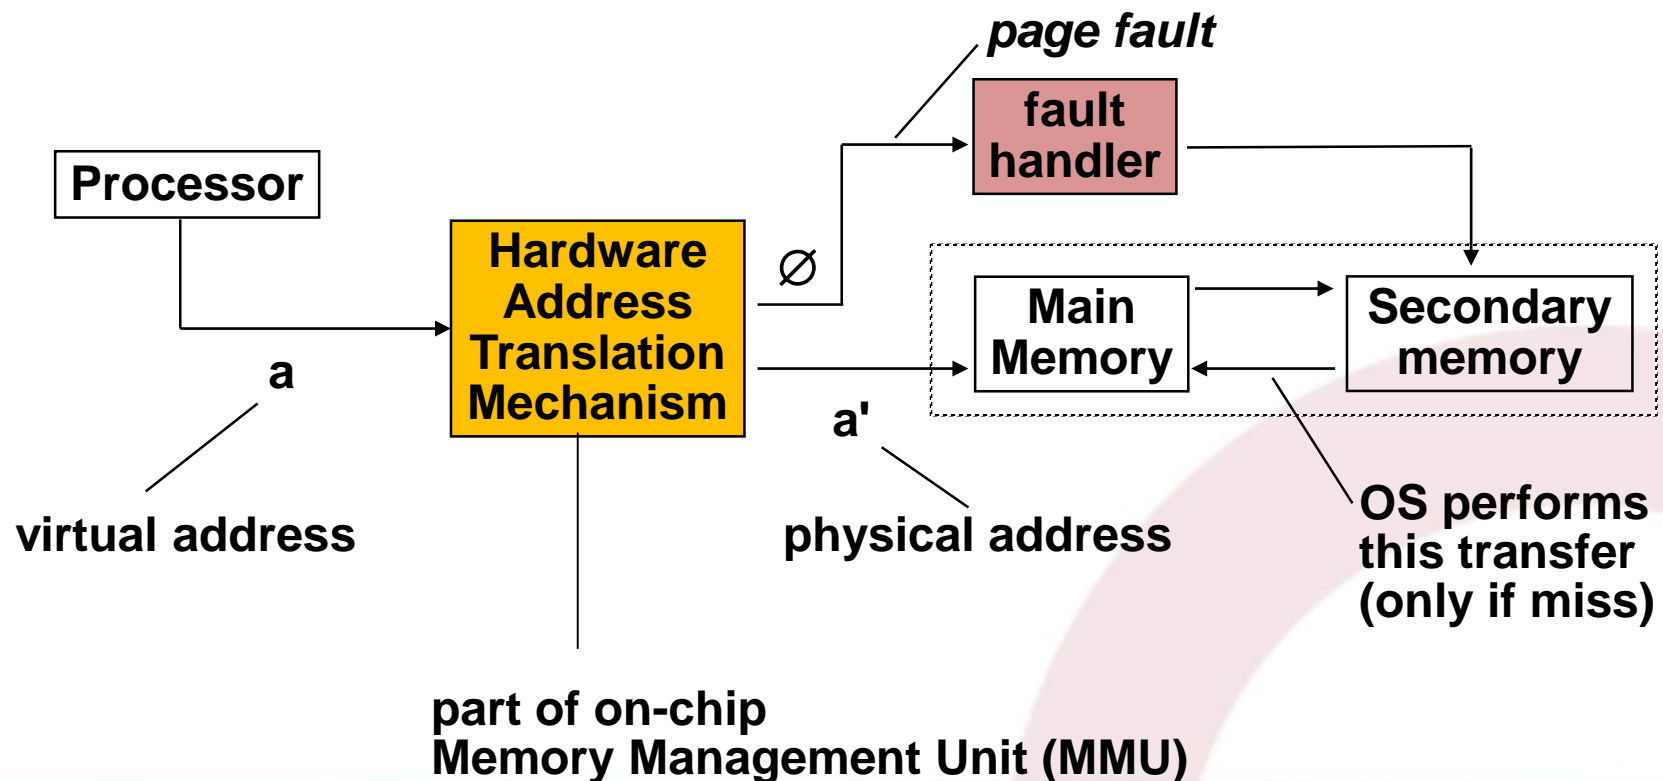 page fault
fault
handler
Processor
Hardware
Address
Translation
Mechanism
∅
Main
Memory
Secondary
memory
a
a'
virtual address
physical address
OS performs
this transfer
(only if miss)
part of on-chip
Memory Management Unit (MMU)